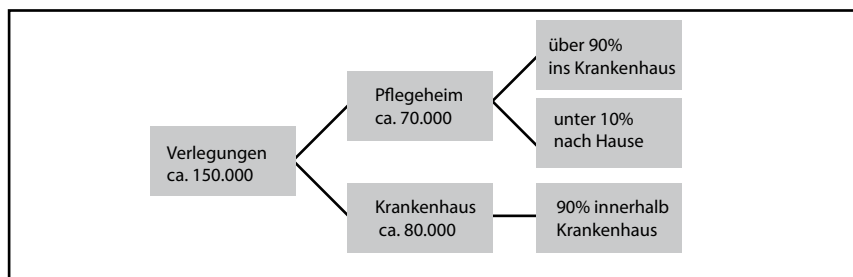 Verlegungen
ca. 150.000
Pflegeheim
ca. 70.000
über 90%
ins Krankenhaus
unter 10%
nach Hause
Krankenhaus
ca. 80.000
90% innerhalb
Krankenhaus